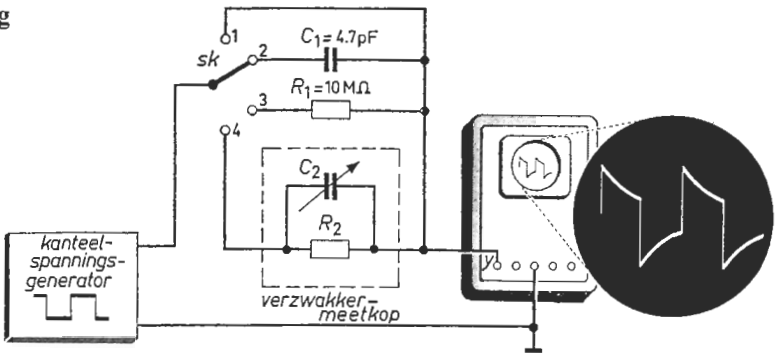 g
1
sk
2
C1 = 4.7pF
R1 = 10 MΩ
3
4
C2
R2
y
kanteel-
spannings-
generator
verzwakker-
meetkop